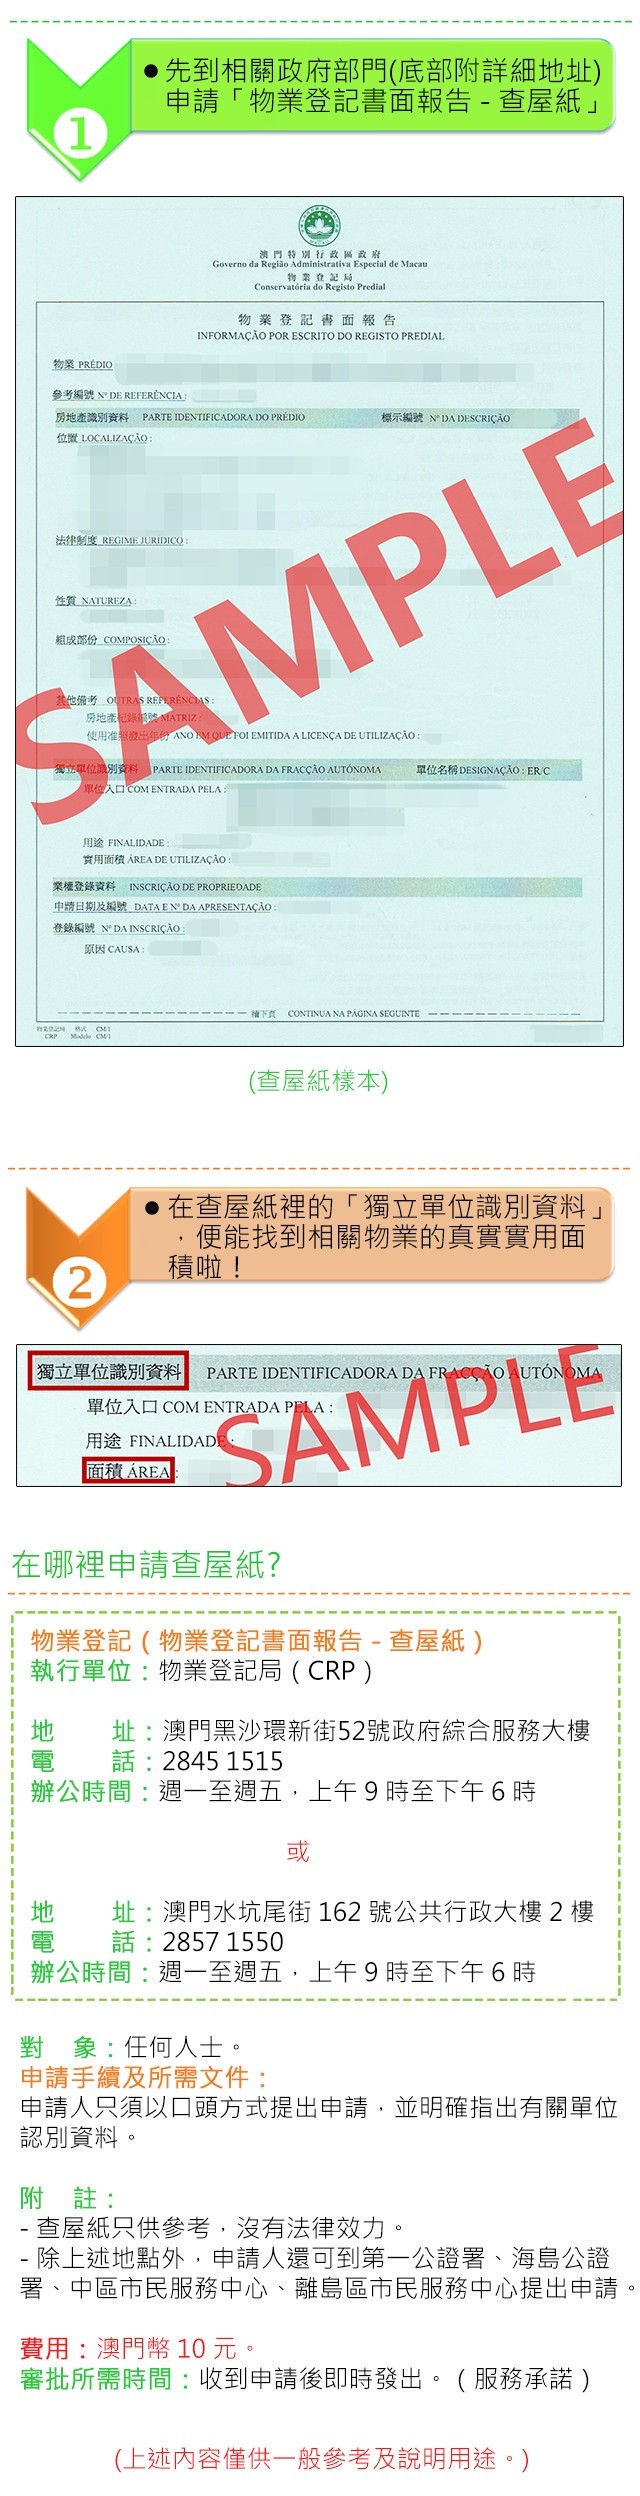 1
●先到相關政府部門(底部附詳細地址)
申請「物業登記書面報告-查屋紙」
MACAU
澳門特別行政區政府
Governo da Região Administrativa Especial de Macau
物業登記局
Conservatória do Registo Predial
物業登記書面報告
INFORMAÇÃO POR ESCRITO DO REGISTO PREDIAL
物業 PRÉDIO
參考編號 Nº DE REFERÊNCIA :
房地產識別資料 PARTE IDENTIFICADORA DO PRÉDIO 標示編號 Nº DA DESCRIÇÃO
位置 LOCALIZAÇÃO :
法律制度 REGIME JURIDICO :
性質 NATUREZA :
組成部份 COMPOSIÇÃO :
其他備考 OUTRAS REFERÊNCIAS :
房地產紀錄編號 MATRIZ :
使用准照發出年份 ANO EM QUE FOI EMITIDA A LICENÇA DE UTILIZAÇÃO :
獨立單位識別資料 PARTE IDENTIFICADORA DA FRACÇÃO AUTÓNOMA 單位名稱 DESIGNAÇÃO : ER/C
單位入口 COM ENTRADA PELA :
用途 FINALIDADE :
實用面積 ÁREA DE UTILIZAÇÃO :
業權登錄資料 INSCRIÇÃO DE PROPRIEDADE
申請日期及編號 DATA E Nº DA APRESENTAÇÃO :
登錄編號 Nº DA INSCRIÇÃO :
原因 CAUSA :
續下頁 CONTINUA NA PÁGINA SEGUINTE
物業登記局 格式 CM/1
CRP Modelo CM/1
SAMPLE
(查屋紙樣本)
2
●在查屋紙裡的「獨立單位識別資料」
，便能找到相關物業的真實實用面
積啦！
獨立單位識別資料 PARTE IDENTIFICADORA DA FRACÇÃO AUTÓNOMA
單位入口 COM ENTRADA PELA :
用途 FINALIDADE :
面積 ÁREA :
SAMPLE
在哪裡申請查屋紙?
物業登記(物業登記書面報告-查屋紙)
執行單位：物業登記局(CRP)
地　　址：澳門黑沙環新街52號政府綜合服務大樓
電　　話：2845 1515
辦公時間：週一至週五，上午 9 時至下午 6 時
或
地　　址：澳門水坑尾街 162 號公共行政大樓 2 樓
電　　話：2857 1550
辦公時間：週一至週五，上午 9 時至下午 6 時
對　象：任何人士。
申請手續及所需文件：
申請人只須以口頭方式提出申請，並明確指出有關單位
認別資料。
附　註：
- 查屋紙只供參考，沒有法律效力。
- 除上述地點外，申請人還可到第一公證署、海島公證
署、中區市民服務中心、離島區市民服務中心提出申請。
費用：澳門幣 10 元。
審批所需時間：收到申請後即時發出。(服務承諾)
(上述內容僅供一般參考及說明用途。)